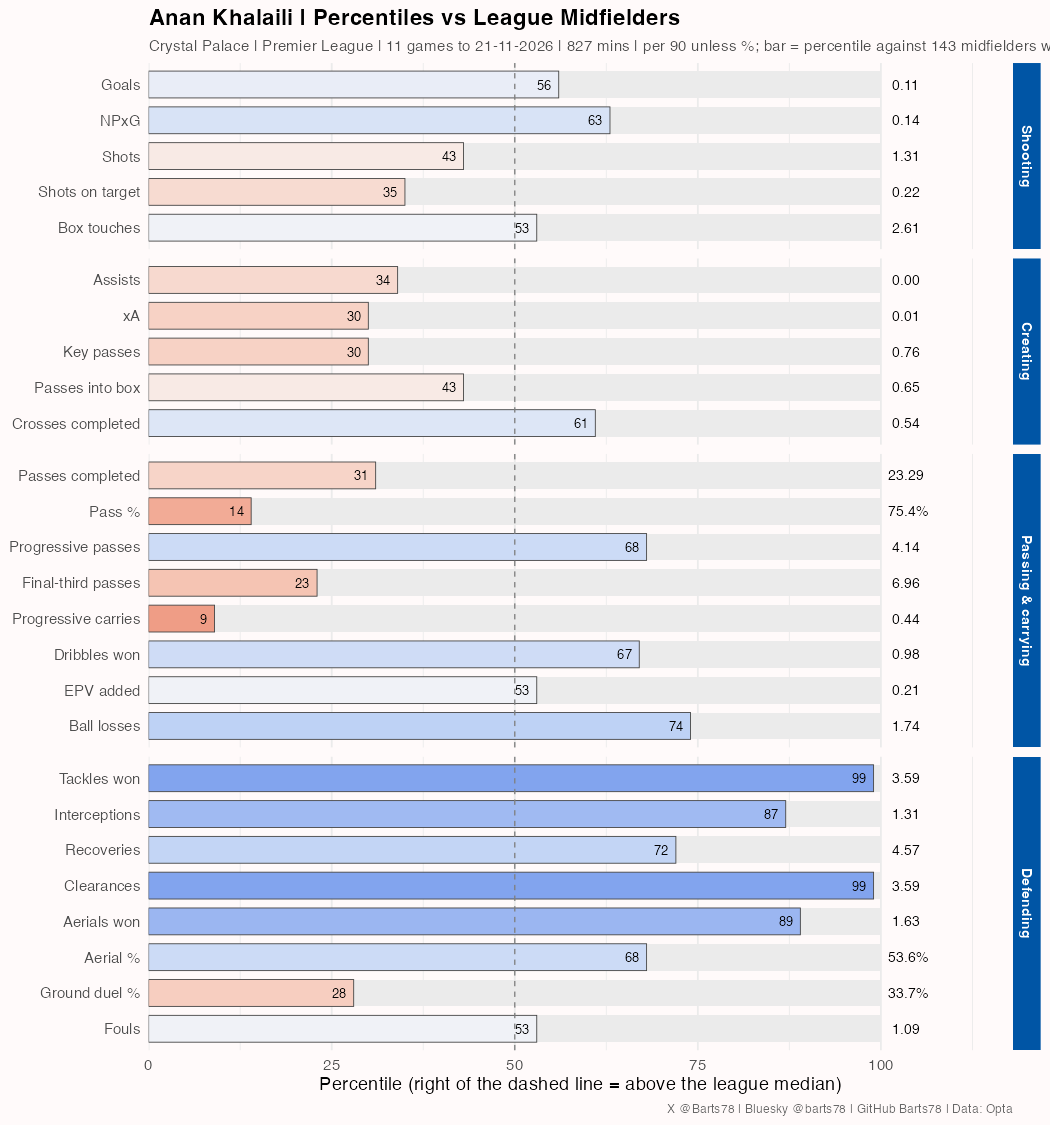 Anan Khalaili | Percentiles vs League Midfielders
Crystal Palace | Premier League | 11 games to 21-11-2026 | 827 mins | per 90 unless %; bar = percentile against 143 midfielders w
Goals 56 0.11
NPxG 63 0.14
Shots 43 1.31
Shots on target 35 0.22
Box touches 53 2.61
Shooting
Assists 34 0.00
xA 30 0.01
Key passes 30 0.76
Passes into box 43 0.65
Crosses completed 61 0.54
Creating
Passes completed 31 23.29
Pass % 14 75.4%
Progressive passes 68 4.14
Final-third passes 23 6.96
Progressive carries 9 0.44
Dribbles won 67 0.98
EPV added 53 0.21
Ball losses 74 1.74
Passing & carrying
Tackles won 99 3.59
Interceptions 87 1.31
Recoveries 72 4.57
Clearances 99 3.59
Aerials won 89 1.63
Aerial % 68 53.6%
Ground duel % 28 33.7%
Fouls 53 1.09
Defending
0 25 50 75 100
Percentile (right of the dashed line = above the league median)
X @Barts78 | Bluesky @barts78 | GitHub Barts78 | Data: Opta